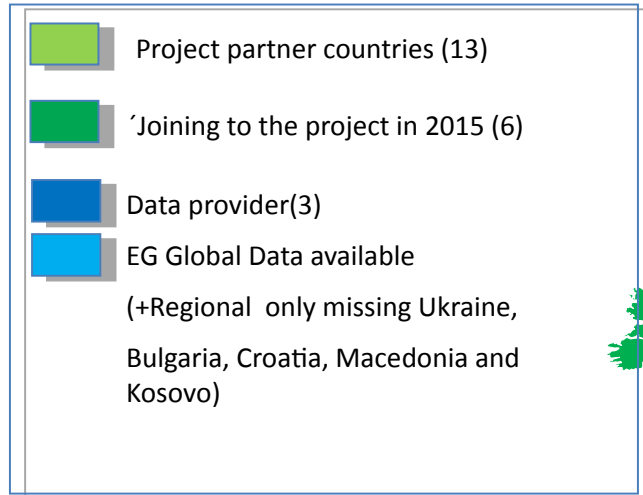 Project partner countries (13)
´Joining to the project in 2015 (6)
Data provider(3)
EG Global Data available
(+Regional  only missing Ukraine,
Bulgaria, Croatia, Macedonia and
Kosovo)